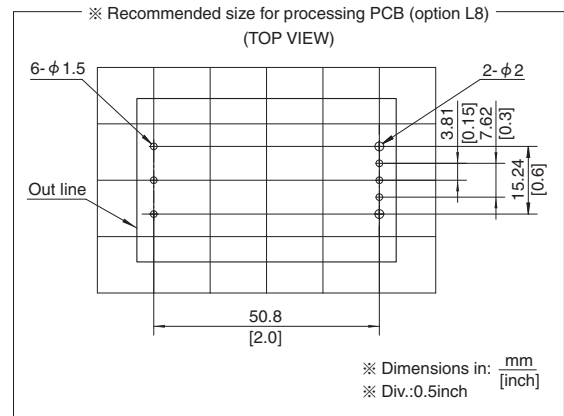 ※ Recommended size for processing PCB (option L8)
(TOP VIEW)
6-φ1.5
2-φ2
3.81
[0.15]
7.62
[0.3]
15.24
[0.6]
Out line
50.8
[2.0]
※ Dimensions in: mm
[inch]
※ Div.:0.5inch